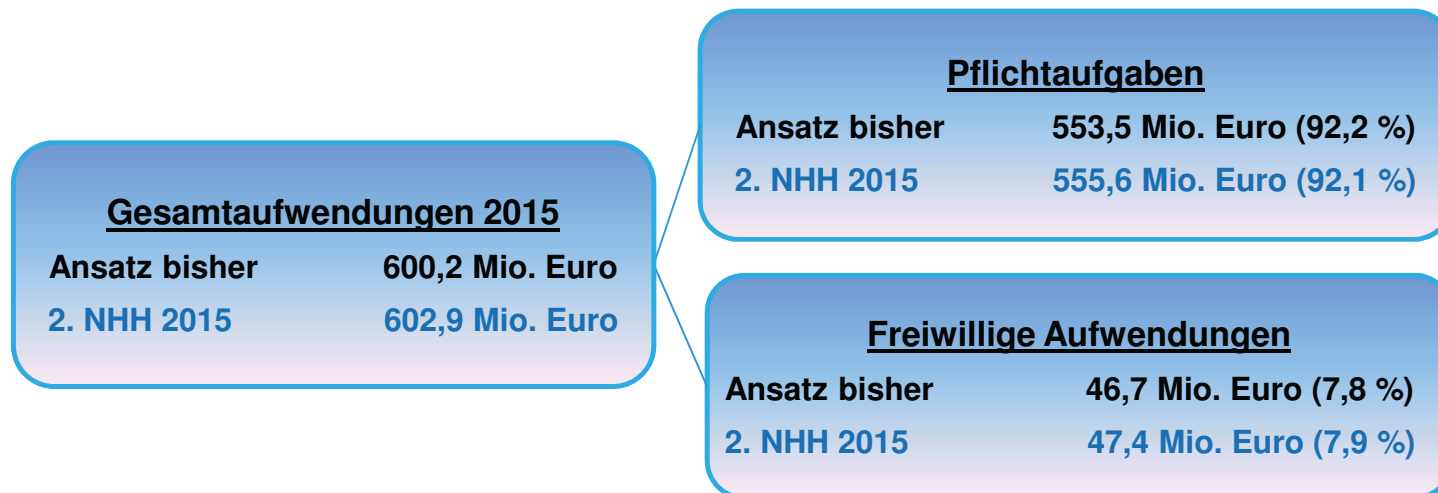 Gesamtaufwendungen 2015
Ansatz bisher 600,2 Mio. Euro
2. NHH 2015 602,9 Mio. Euro
Pflichtaufgaben
Ansatz bisher 553,5 Mio. Euro (92,2 %)
2. NHH 2015 555,6 Mio. Euro (92,1 %)
Freiwillige Aufwendungen
Ansatz bisher 46,7 Mio. Euro (7,8 %)
2. NHH 2015 47,4 Mio. Euro (7,9 %)